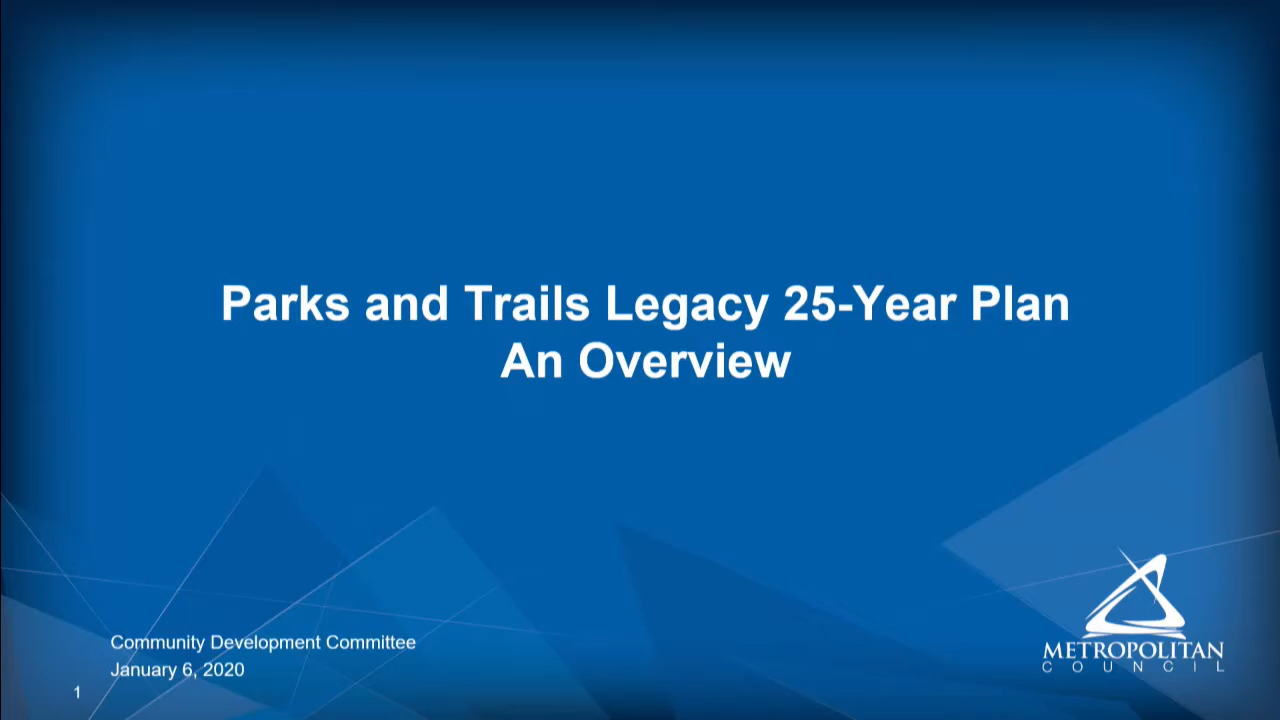 Parks and Trails Legacy 25-Year Plan
An Overview
Community Development Committee
January 6, 2020
1
METROPOLITAN
COUNCIL